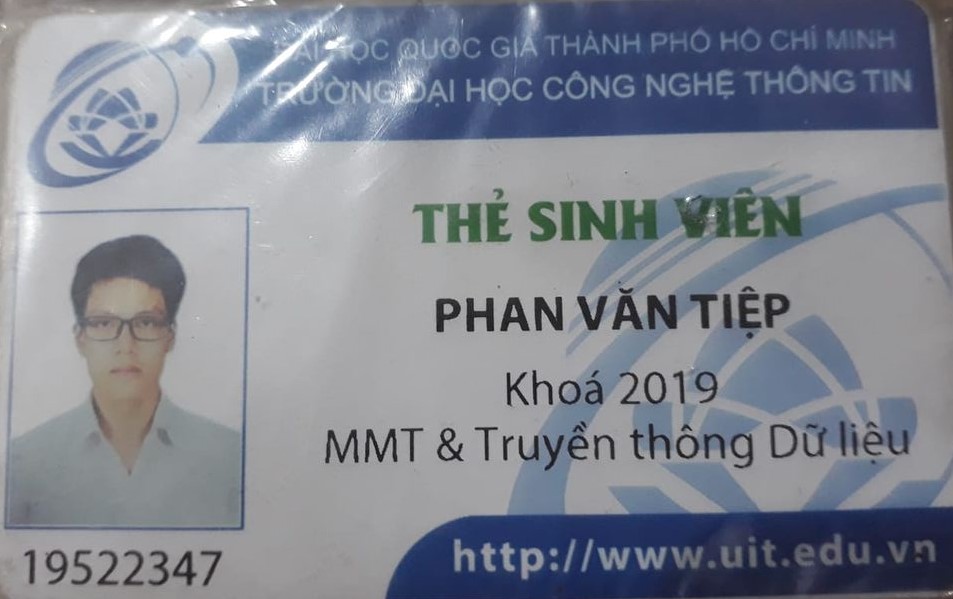 ĐẠI HỌC QUỐC GIA THÀNH PHỐ HỒ CHÍ MINH
TRƯỜNG ĐẠI HỌC CÔNG NGHỆ THÔNG TIN
THẺ SINH VIÊN
PHAN VĂN TIỆP
Khoá 2019
MMT & Truyền thông Dữ liệu
19522347
http://www.uit.edu.vn